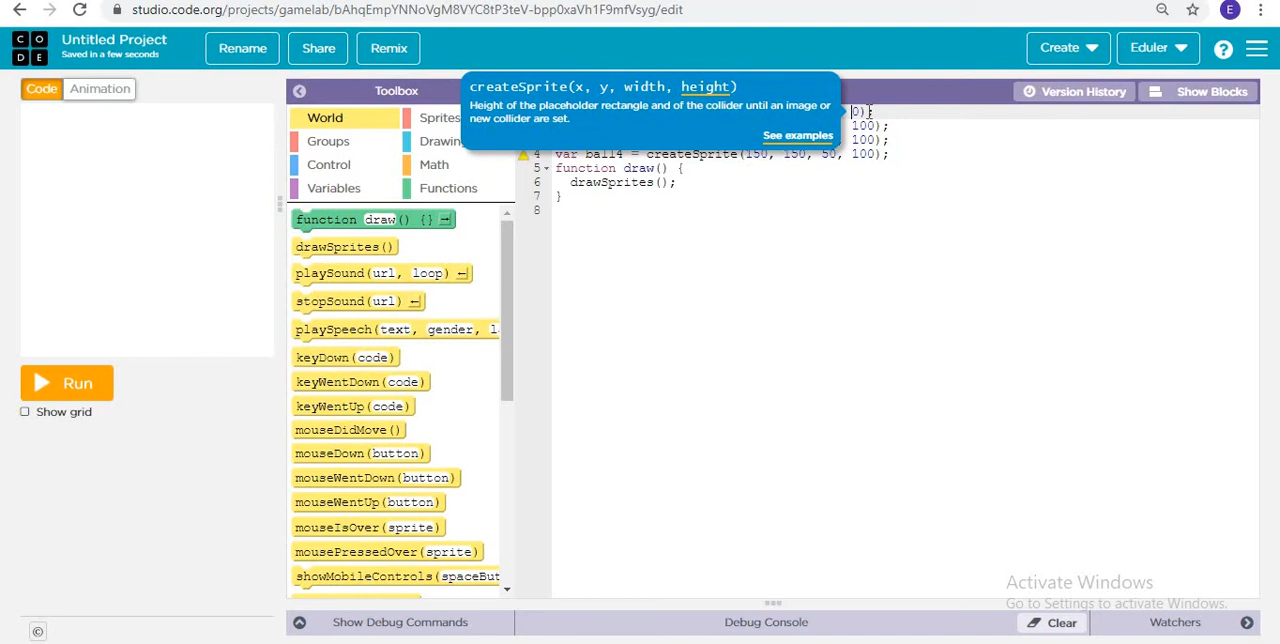 studio.code.org/projects/gamelab/bAhqEmpYNNoVgM8VYC8tP3teV-bpp0xaVh1F9mfVsyg/edit
E
CO
DE
Untitled Project
Saved in a few seconds
Rename
Share
Remix
Create
Eduler
?
Code
Animation
Toolbox
Version History
Show Blocks
createSprite(x, y, width, height)
Height of the placeholder rectangle and of the collider until an image or
new collider are set.
See examples
World
Sprites
Groups
Drawing
Control
Math
Variables
Functions
0);
100);
100);
4 var ball4 = createSprite(150, 150, 50, 100);
5 function draw() {
6 drawSprites();
7 }
8
function draw() {}
drawSprites()
playSound(url, loop)
stopSound(url)
playSpeech(text, gender, l
keyDown(code)
keyWentDown(code)
keyWentUp(code)
mouseDidMove()
mouseDown(button)
mouseWentDown(button)
mouseWentUp(button)
mouseIsOver(sprite)
mousePressedOver(sprite)
showMobileControls(spaceBut
Run
Show grid
Activate Windows
Go to Settings to activate Windows.
©
Show Debug Commands
Debug Console
Clear
Watchers